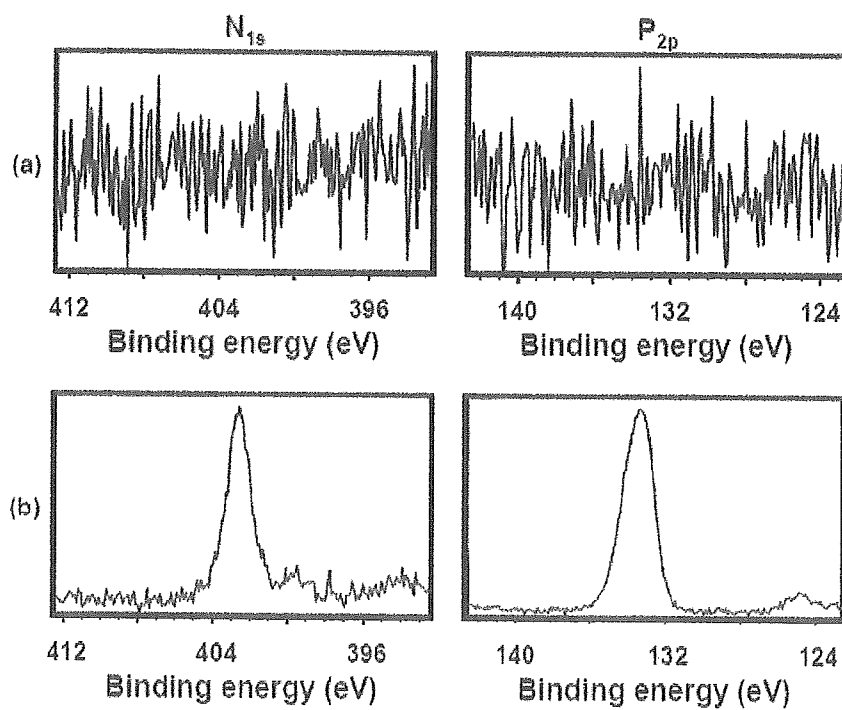 N1s P2p
(a)
412 404 396 140 132 124
Binding energy (eV) Binding energy (eV)
(b)
412 404 396 140 132 124
Binding energy (eV) Binding energy (eV)